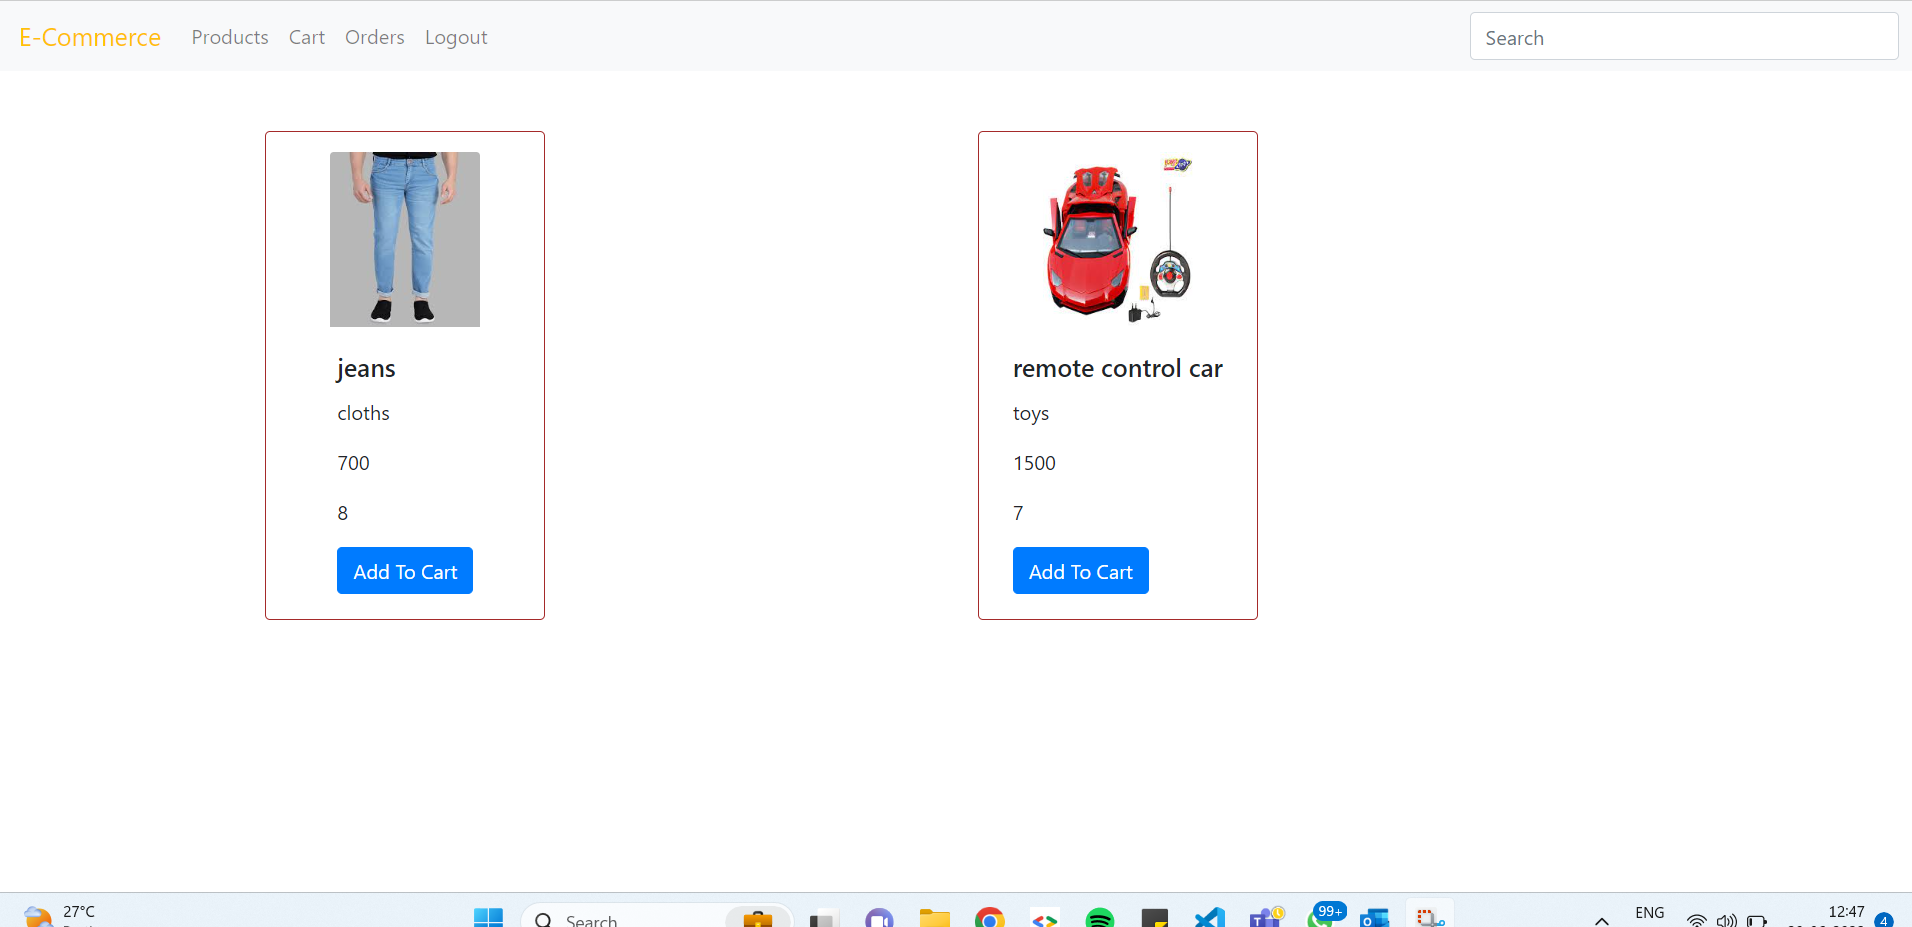 E-Commerce Products Cart Orders Logout Search
jeans
cloths
700
8
Add To Cart
remote control car
toys
1500
7
Add To Cart
27°C
Search
99+
ENG
12:47
4